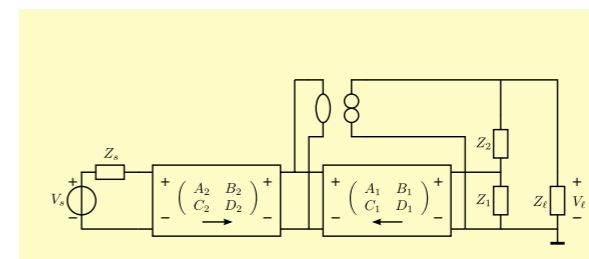 Z_s
V_s
+
−
+
−
( A_2 B_2
C_2 D_2 )
+
−
+
−
( A_1 B_1
C_1 D_1 )
+
−
Z_2
Z_1
Z_ℓ
+
V_ℓ
−